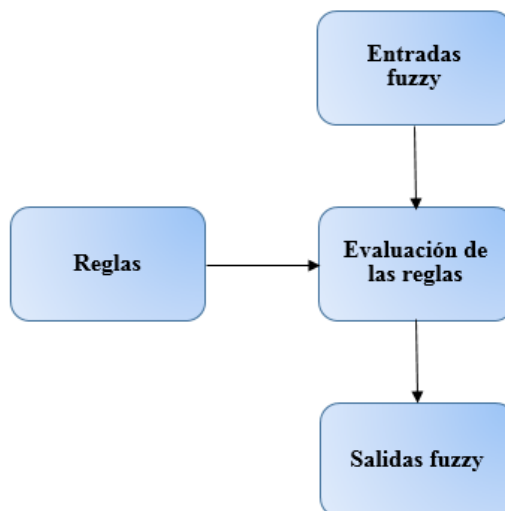 Entradas
fuzzy
Reglas
Evaluación de
las reglas
Salidas fuzzy